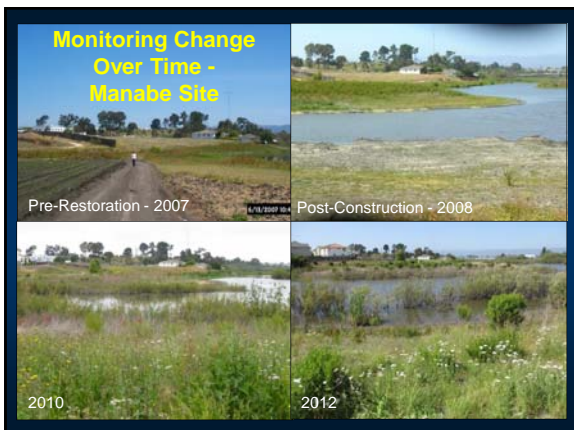 Monitoring Change
Over Time -
Manabe Site
Pre-Restoration - 2007
Post-Construction - 2008
2010
2012